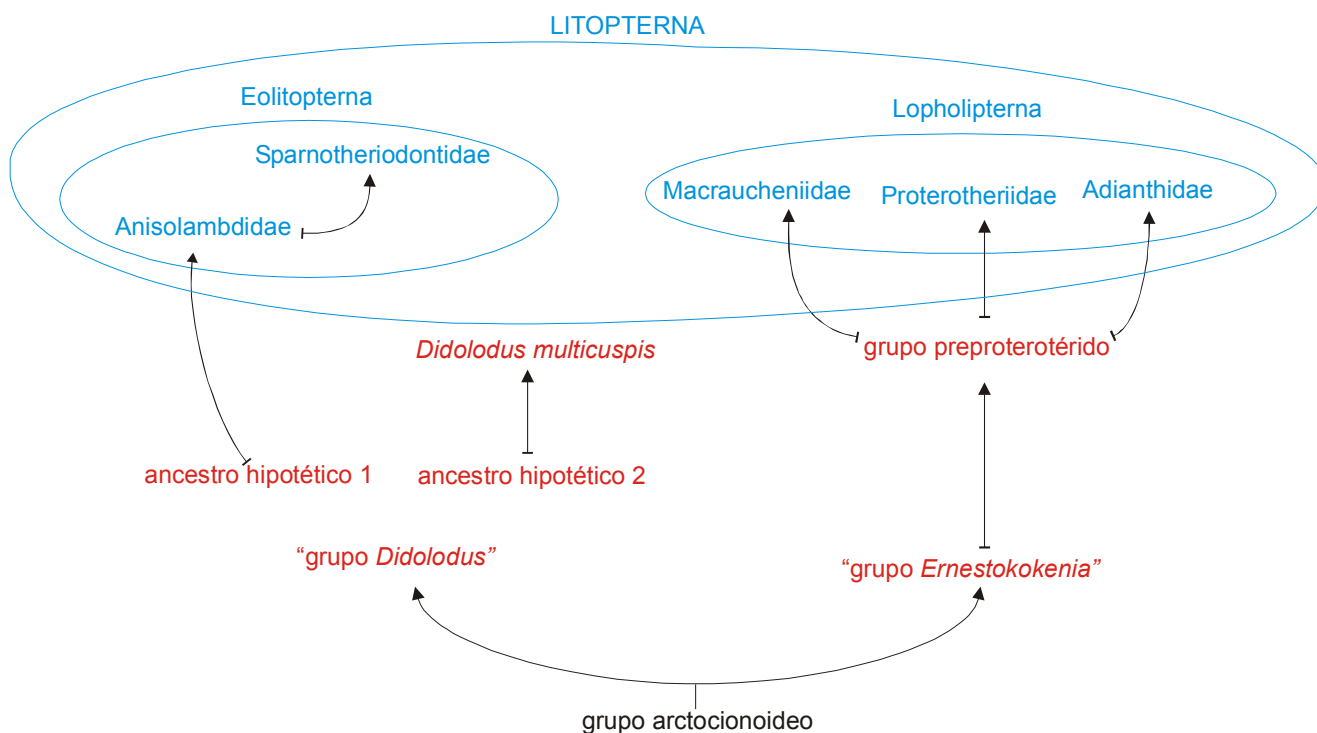 LITOPTERNA
Eolitopterna
Lopholipterna
Sparnotheriodontidae
Macraucheniidae
Proterotheriidae
Adianthidae
Anisolambdidae
Didolodus multicuspis
grupo preproterotérido
ancestro hipotético 1
ancestro hipotético 2
“grupo Didolodus”
“grupo Ernestokokenia”
grupo arctocionoideo